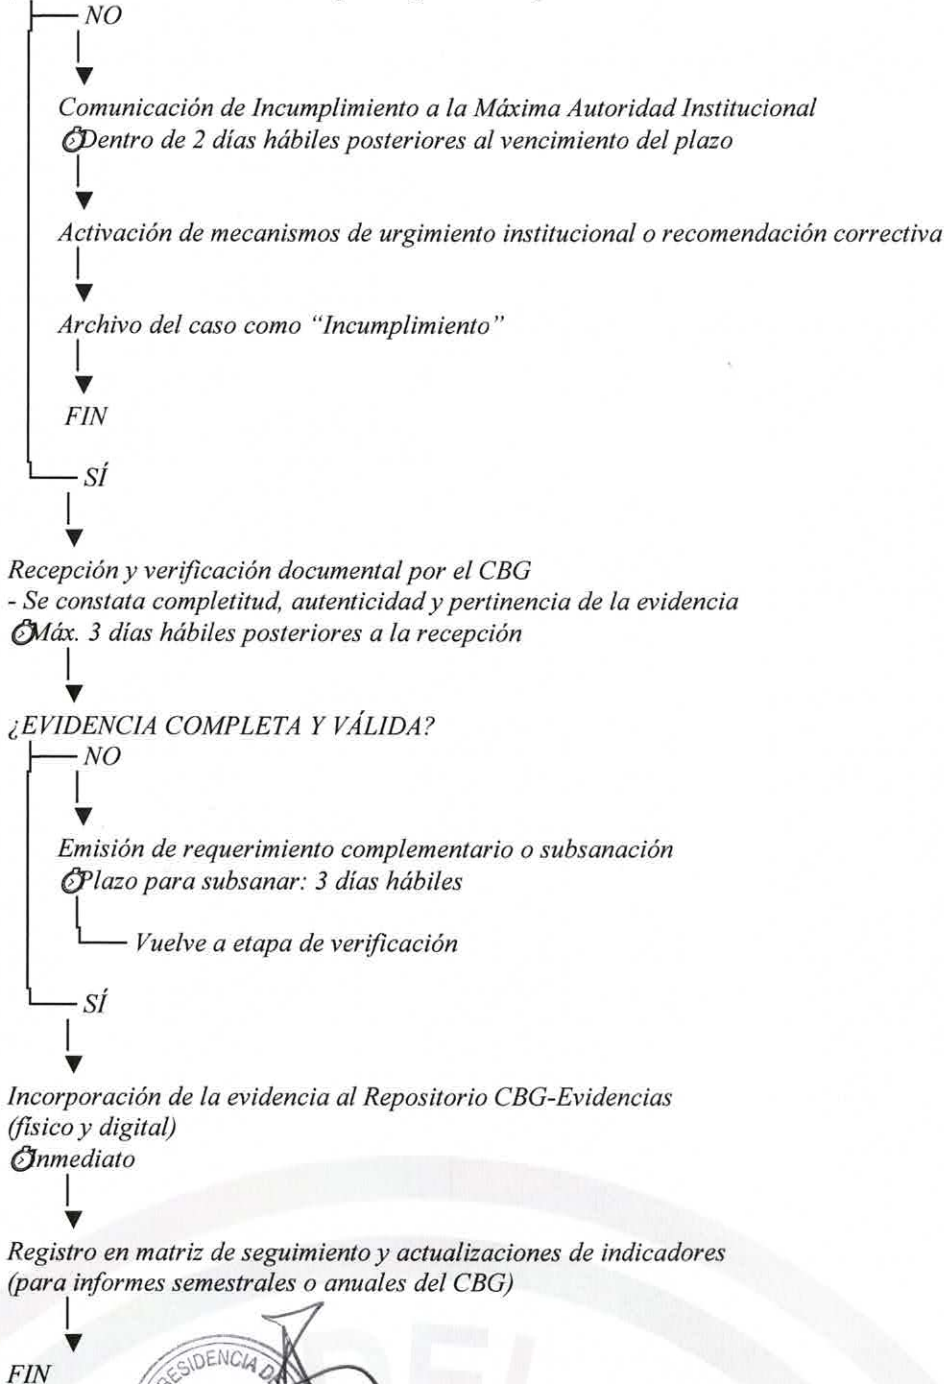 NO
Comunicación de Incumplimiento a la Máxima Autoridad Institucional
Dentro de 2 días hábiles posteriores al vencimiento del plazo
Activación de mecanismos de urgimiento institucional o recomendación correctiva
Archivo del caso como “Incumplimiento”
FIN
SÍ
Recepción y verificación documental por el CBG
- Se constata completitud, autenticidad y pertinencia de la evidencia
Máx. 3 días hábiles posteriores a la recepción
¿EVIDENCIA COMPLETA Y VÁLIDA?
NO
Emisión de requerimiento complementario o subsanación
Plazo para subsanar: 3 días hábiles
Vuelve a etapa de verificación
SÍ
Incorporación de la evidencia al Repositorio CBG-Evidencias
(físico y digital)
Inmediato
Registro en matriz de seguimiento y actualizaciones de indicadores
(para informes semestrales o anuales del CBG)
FIN